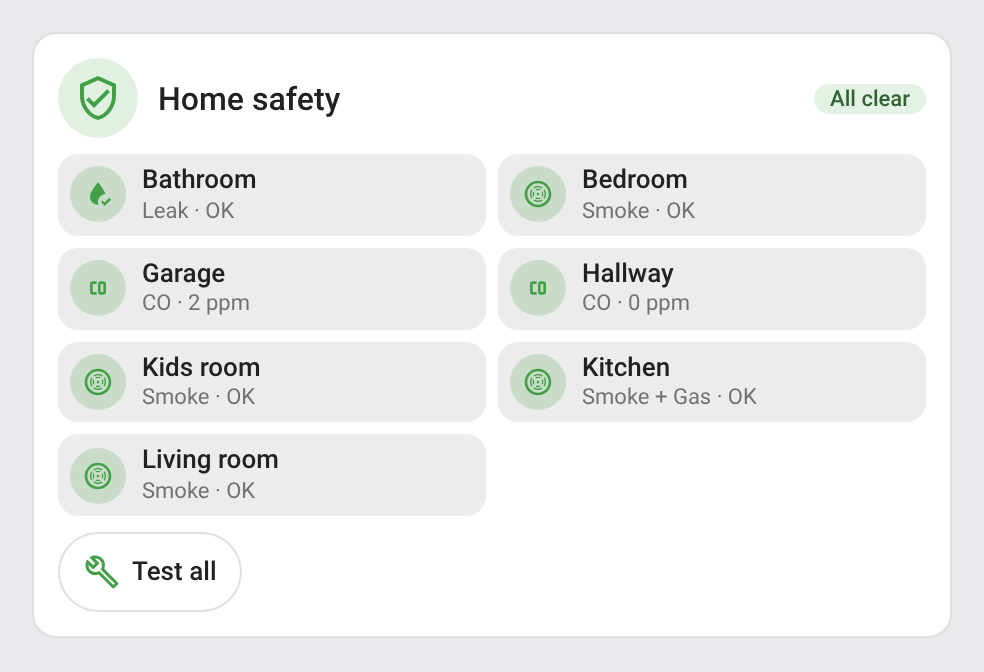 Home safety
All clear
Bathroom
Leak · OK
Bedroom
Smoke · OK
CO
Garage
CO · 2 ppm
CO
Hallway
CO · 0 ppm
Kids room
Smoke · OK
Kitchen
Smoke + Gas · OK
Living room
Smoke · OK
Test all